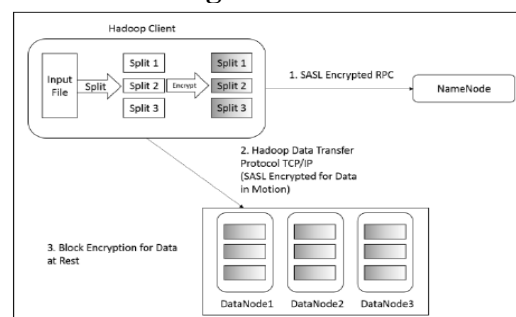 Hadoop Client
Input
File
Split
Split 1
Split 2
Split 3
Encrypt
Split 1
Split 2
Split 3
1. SASL Encrypted RPC
NameNode
2. Hadoop Data Transfer
Protocol TCP/IP
(SASL Encrypted for Data
in Motion)
3. Block Encryption for Data
at Rest
DataNode1
DataNode2
DataNode3